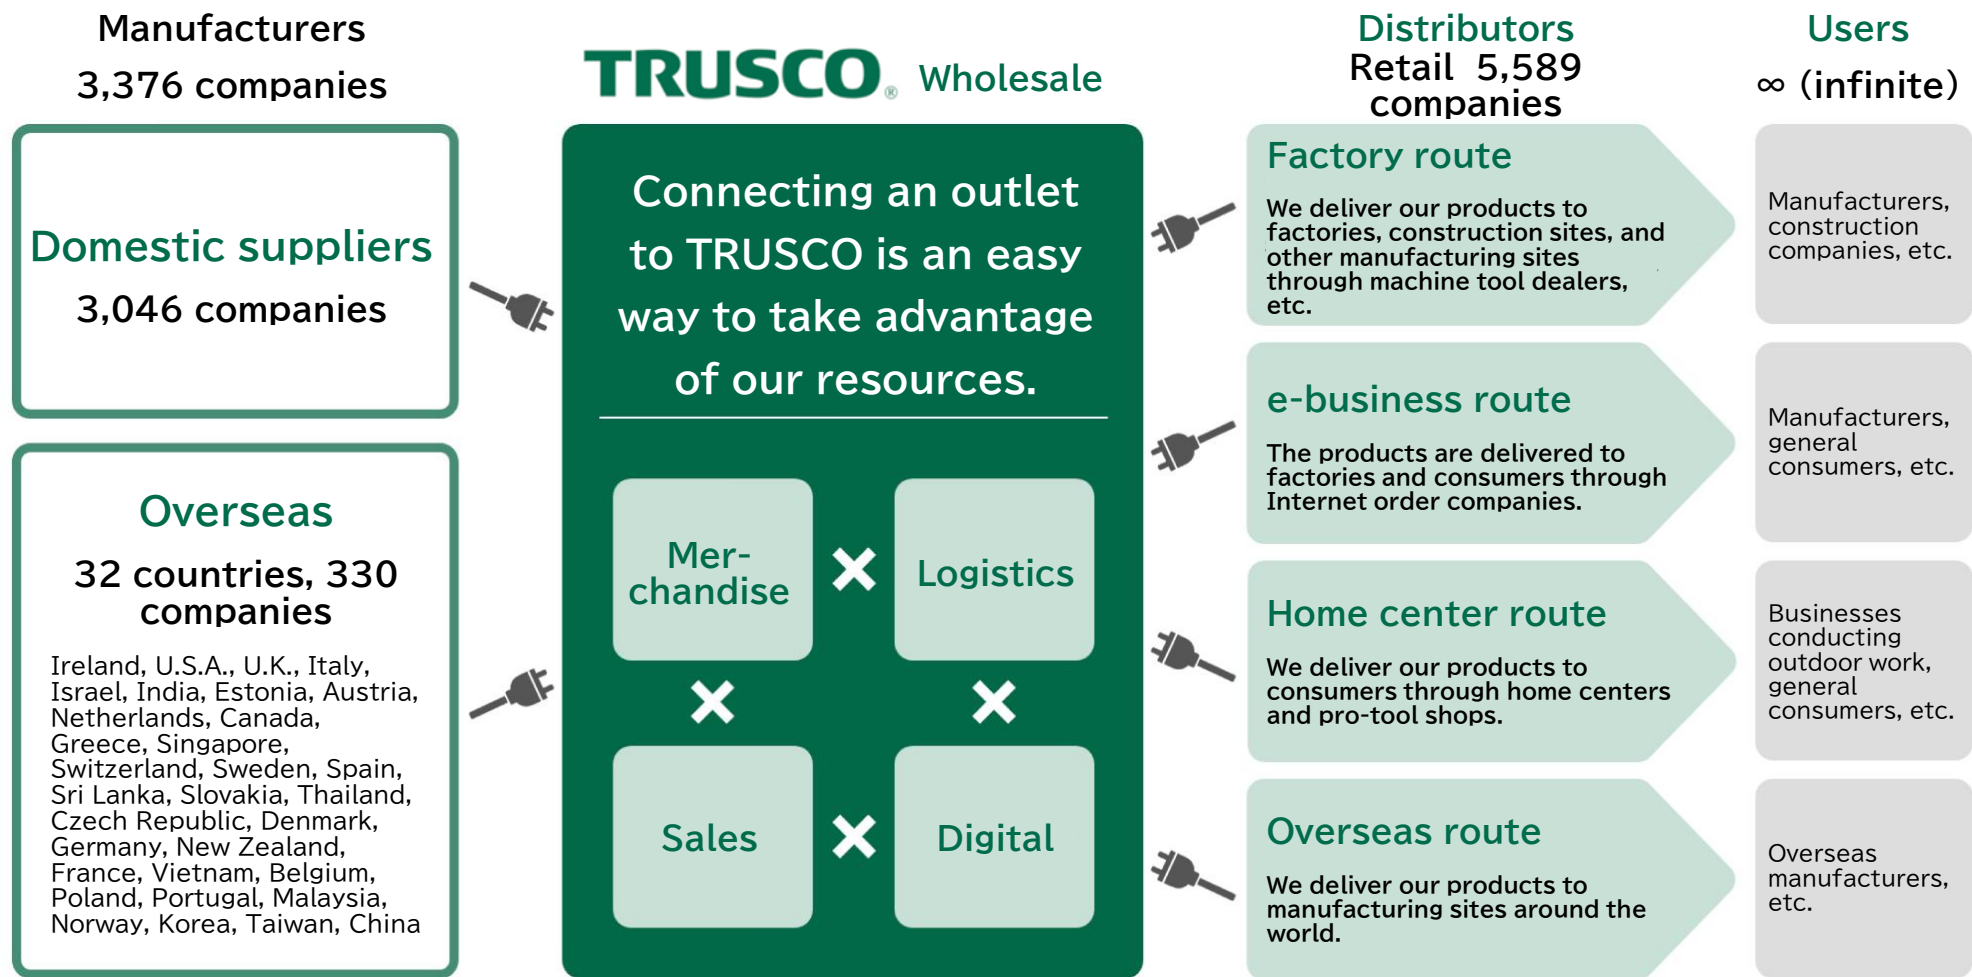 Manufacturers
3,376 companies
Domestic suppliers
3,046 companies
Overseas
32 countries, 330
companies
Ireland, U.S.A., U.K., Italy,
Israel, India, Estonia, Austria,
Netherlands, Canada,
Greece, Singapore,
Switzerland, Sweden, Spain,
Sri Lanka, Slovakia, Thailand,
Czech Republic, Denmark,
Germany, New Zealand,
France, Vietnam, Belgium,
Poland, Portugal, Malaysia,
Norway, Korea, Taiwan, China
TRUSCO® Wholesale
Connecting an outlet
to TRUSCO is an easy
way to take advantage
of our resources.
Mer-
chandise
×
Logistics
×
×
Sales
×
Digital
Distributors
Retail 5,589
companies
Factory route
We deliver our products to
factories, construction sites, and
other manufacturing sites
through machine tool dealers,
etc.
e-business route
The products are delivered to
factories and consumers through
Internet order companies.
Home center route
We deliver our products to
consumers through home centers
and pro-tool shops.
Overseas route
We deliver our products to
manufacturing sites around the
world.
Users
∞ (infinite)
Manufacturers,
construction
companies, etc.
Manufacturers,
general
consumers, etc.
Businesses
conducting
outdoor work,
general
consumers, etc.
Overseas
manufacturers,
etc.